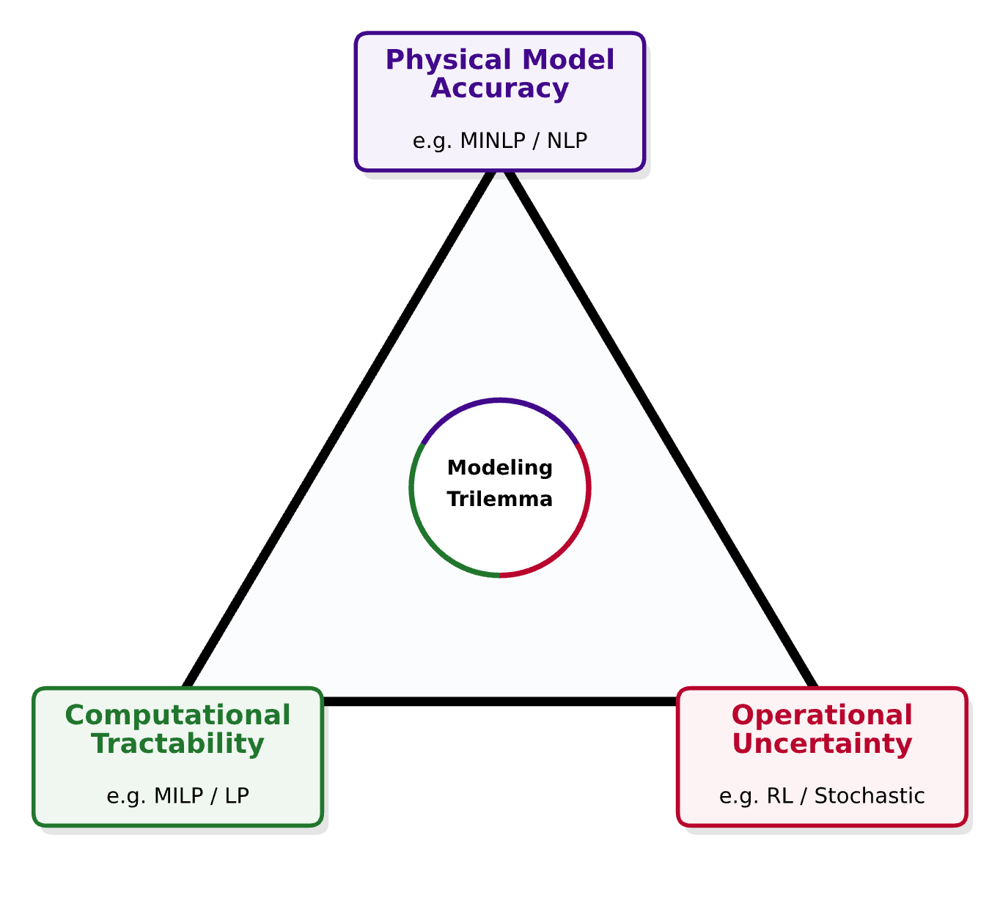 Physical Model
Accuracy
e.g. MINLP / NLP
Modeling
Trilemma
Computational
Tractability
e.g. MILP / LP
Operational
Uncertainty
e.g. RL / Stochastic